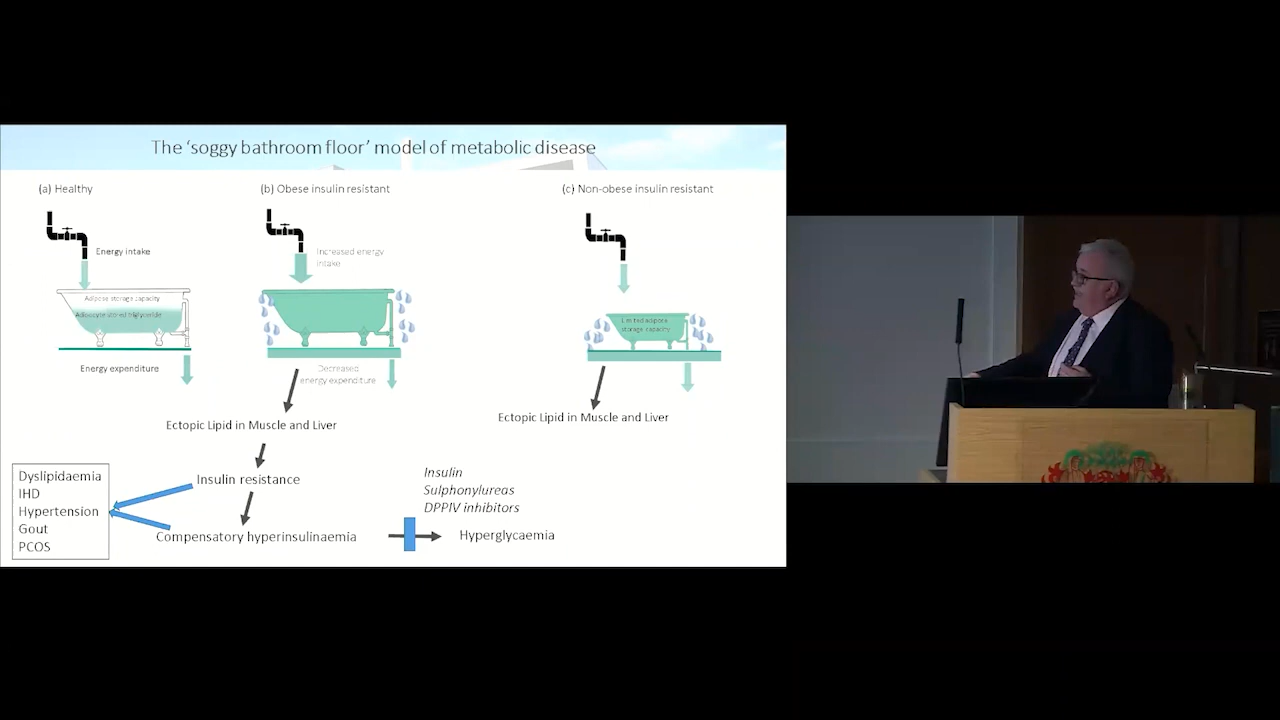 The 'soggy bathroom floor' model of metabolic disease
(a) Healthy
(b) Obese insulin resistant
(c) Non-obese insulin resistant
Energy intake
Increased energy
intake
Adipose storage capacity
Adipocyte stored triglyceride
Limited adipose
storage capacity
Energy expenditure
Decreased
energy expenditure
Ectopic Lipid in Muscle and Liver
Ectopic Lipid in Muscle and Liver
Insulin resistance
Compensatory hyperinsulinaemia
Dyslipidaemia
IHD
Hypertension
Gout
PCOS
Insulin
Sulphonylureas
DPPIV inhibitors
Hyperglycaemia